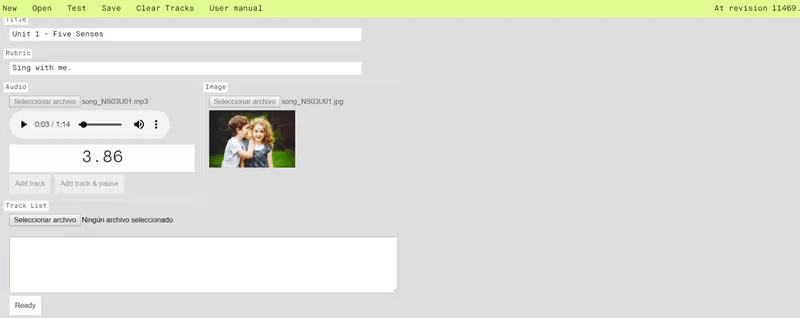 New Open Test Save Clear Tracks User manual At revision 11469.
Title
Unit 1 - Five Senses
Rubric
Sing with me.
Audio
Seleccionar archivo song_NS03U01.mp3
0:03 / 1:14
3.86
Add track Add track & pause
Image
Seleccionar archivo song_NS03U01.jpg
Track List
Seleccionar archivo Ningún archivo seleccionado
Ready